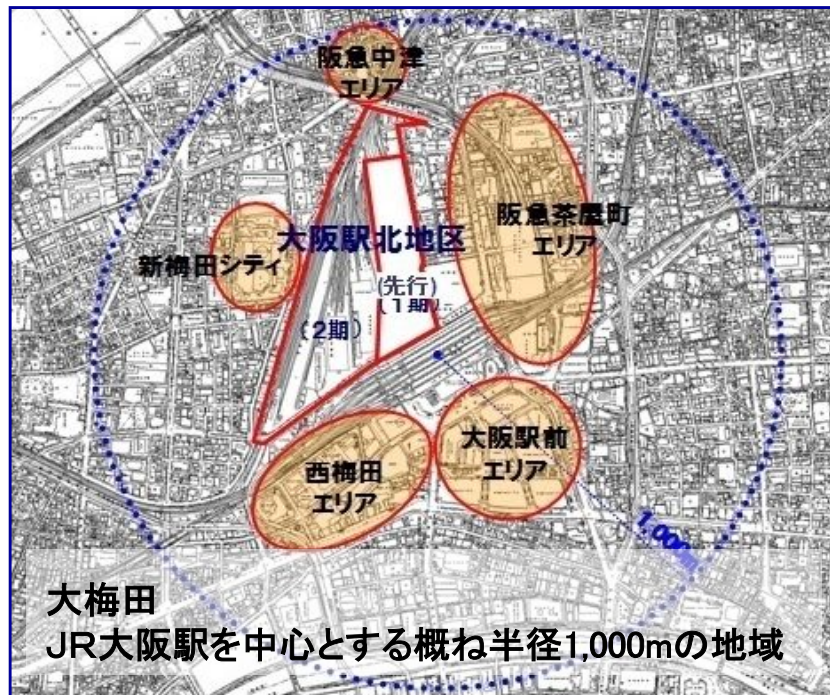 阪急中津
エリア
阪急茶屋町
エリア
大阪駅北地区
新梅田シティ
(先行)
(1期)
(2期)
大阪駅前
エリア
西梅田
エリア
1,000m
大梅田
JR大阪駅を中心とする概ね半径1,000mの地域